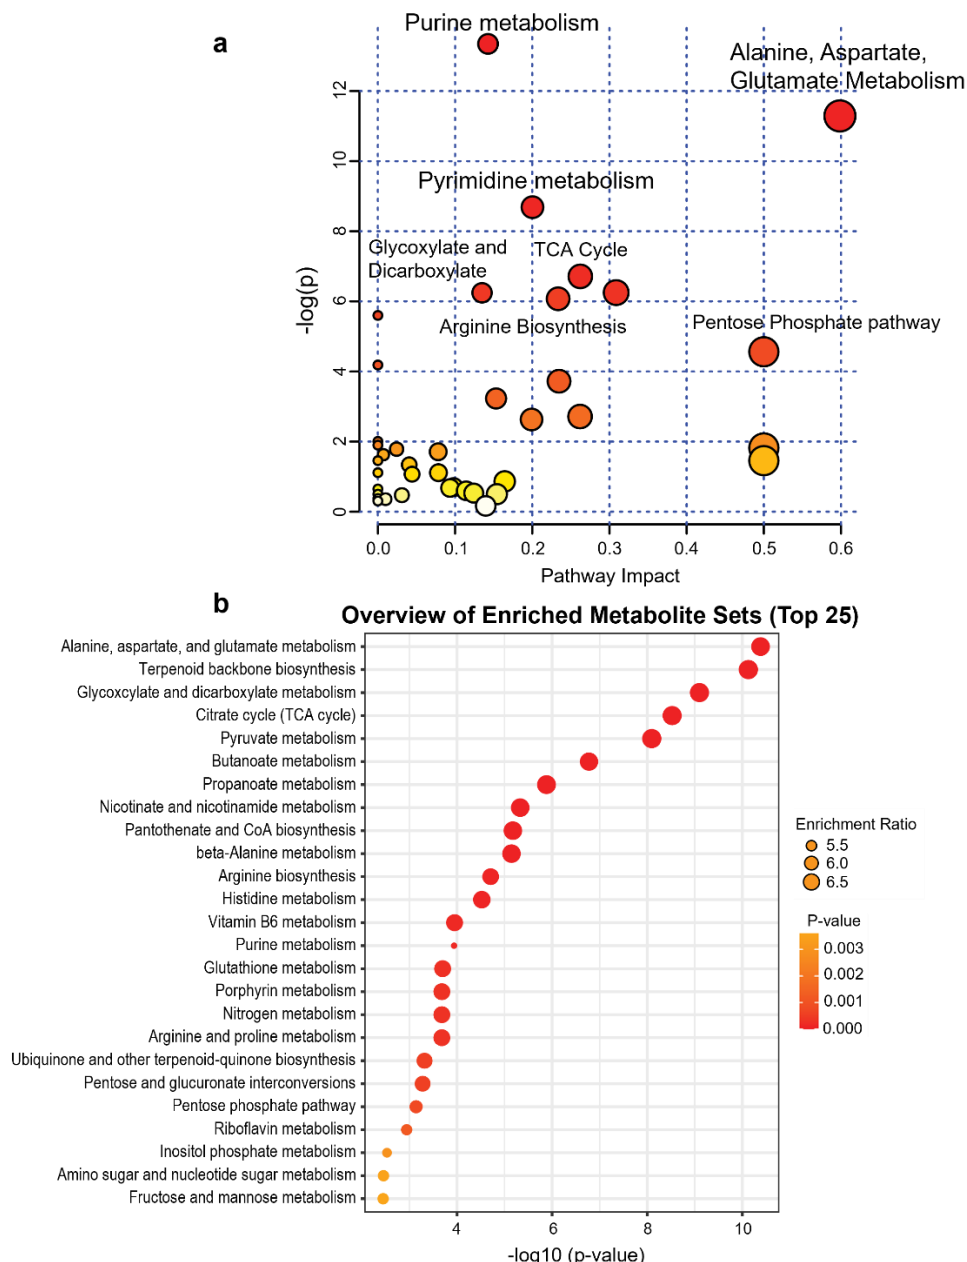 a
Purine metabolism
Alanine, Aspartate,
Glutamate Metabolism
Pyrimidine metabolism
Glycoxylate and
Dicarboxylate
TCA Cycle
Arginine Biosynthesis
Pentose Phosphate pathway
-log(p)
12
10
8
6
4
2
0
0.0 0.1 0.2 0.3 0.4 0.5 0.6
Pathway Impact
b
Overview of Enriched Metabolite Sets (Top 25)
Alanine, aspartate, and glutamate metabolism
Terpenoid backbone biosynthesis
Glycoxcylate and dicarboxylate metabolism
Citrate cycle (TCA cycle)
Pyruvate metabolism
Butanoate metabolism
Propanoate metabolism
Nicotinate and nicotinamide metabolism
Pantothenate and CoA biosynthesis
beta-Alanine metabolism
Arginine biosynthesis
Histidine metabolism
Vitamin B6 metabolism
Purine metabolism
Glutathione metabolism
Porphyrin metabolism
Nitrogen metabolism
Arginine and proline metabolism
Ubiquinone and other terpenoid-quinone biosynthesis
Pentose and glucuronate interconversions
Pentose phosphate pathway
Riboflavin metabolism
Inositol phosphate metabolism
Amino sugar and nucleotide sugar metabolism
Fructose and mannose metabolism
4 6 8 10
-log10 (p-value)
Enrichment Ratio
5.5
6.0
6.5
P-value
0.003
0.002
0.001
0.000